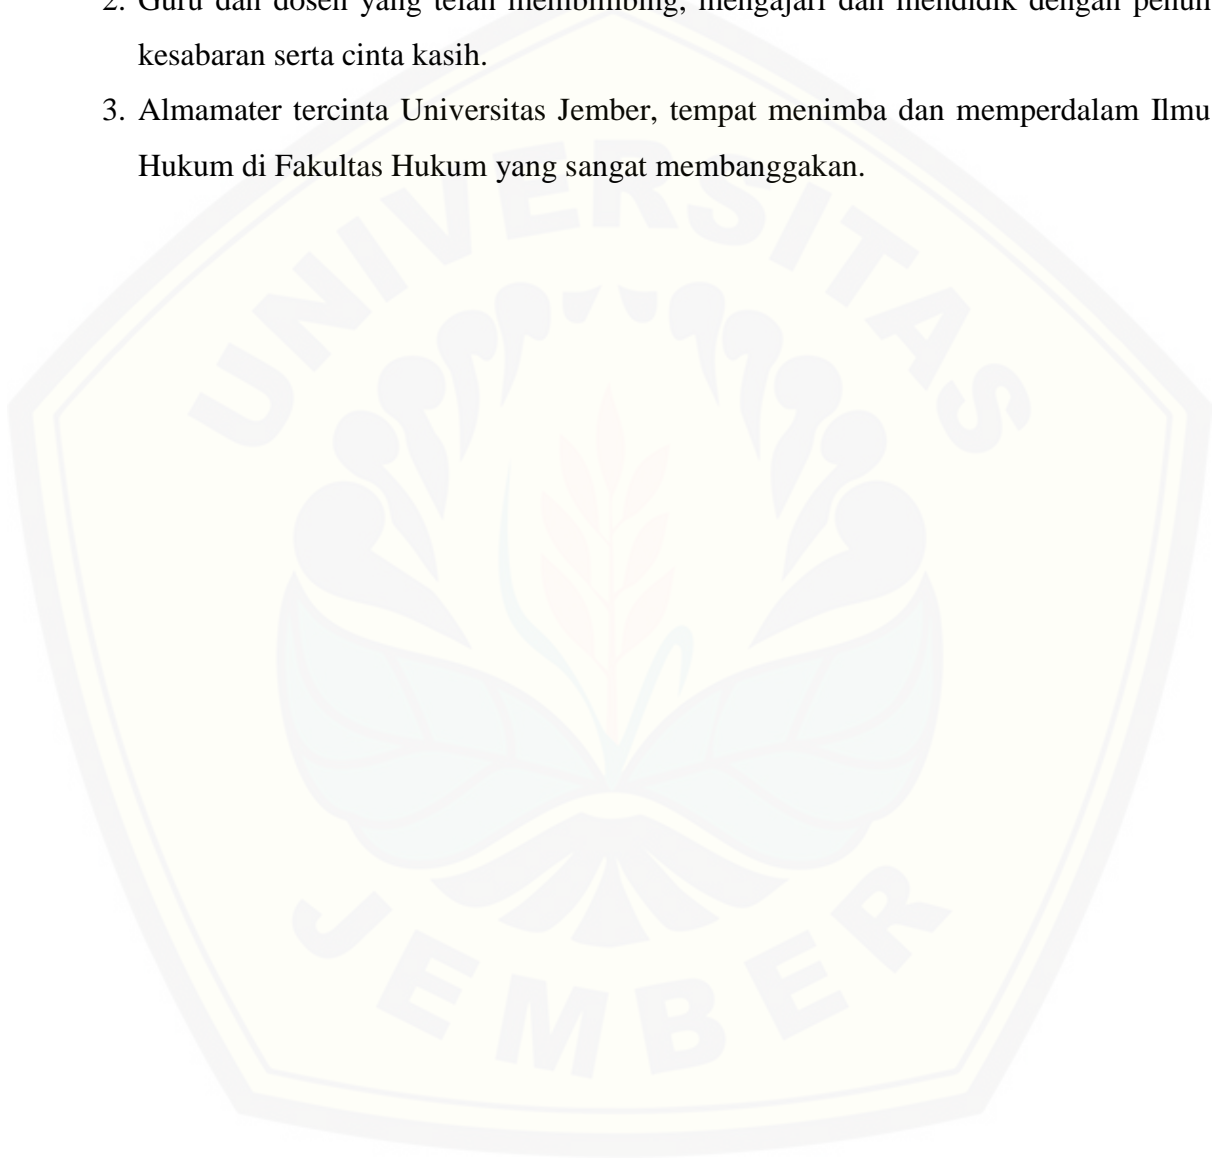 2. Guru dan dosen yang telah membimbing, mengajari dan mendidik dengan penuh
kesabaran serta cinta kasih.
3. Almamater tercinta Universitas Jember, tempat menimba dan memperdalam Ilmu
Hukum di Fakultas Hukum yang sangat membanggakan.
UNIVERSITAS
JEMBER